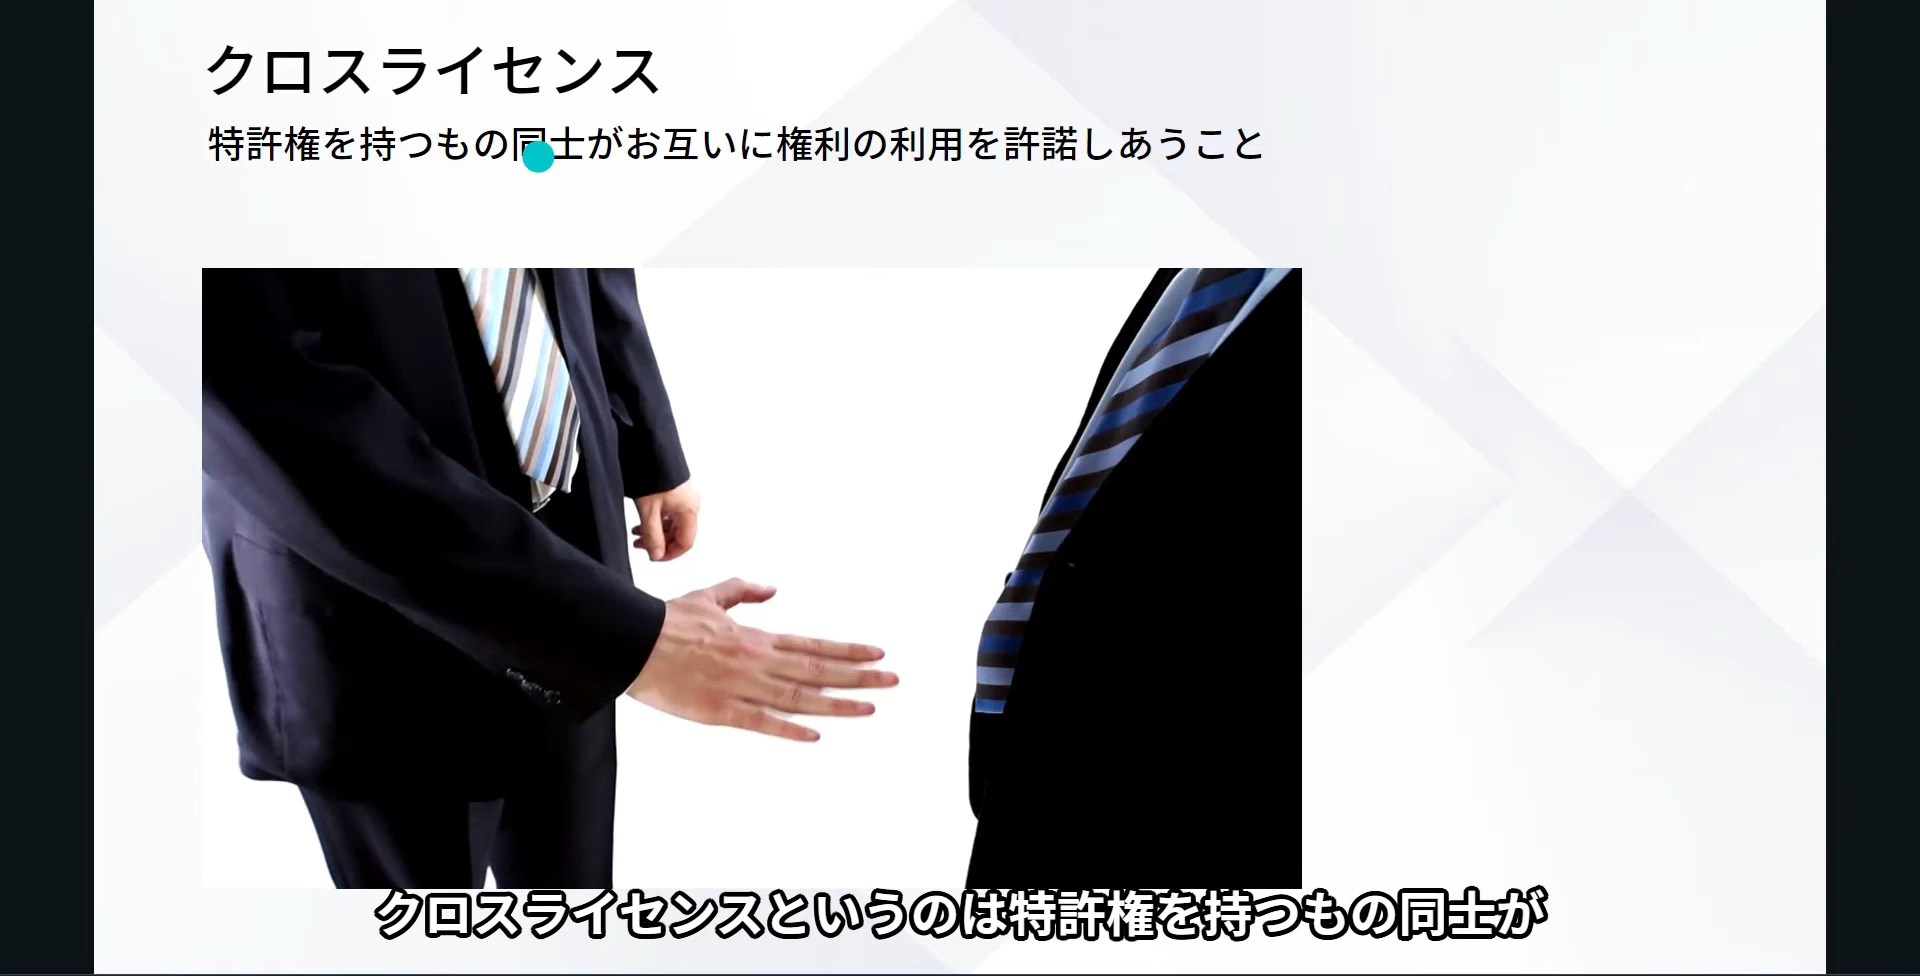 クロスライセンス
特許権を持つもの同士がお互いに権利の利用を許諾しあうこと
クロスライセンスというのは特許権を持つもの同士が